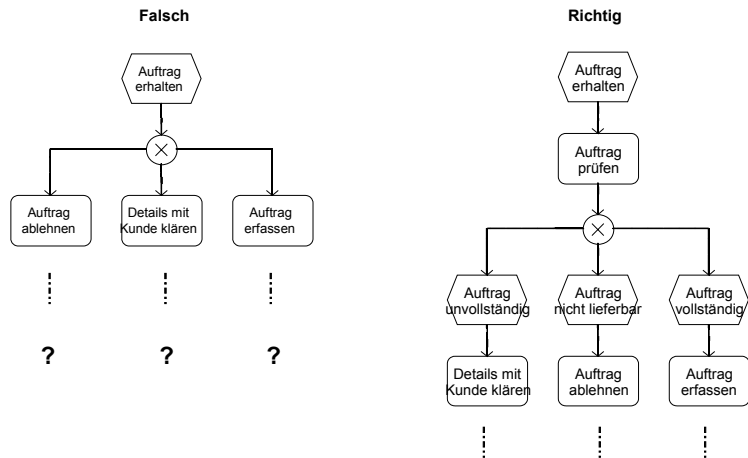 Falsch
Auftrag
erhalten
Auftrag
ablehnen
Details mit
Kunde klären
Auftrag
erfassen
?
?
?
Richtig
Auftrag
erhalten
Auftrag
prüfen
Auftrag
unvollständig
Auftrag
nicht lieferbar
Auftrag
vollständig
Details mit
Kunde klären
Auftrag
ablehnen
Auftrag
erfassen